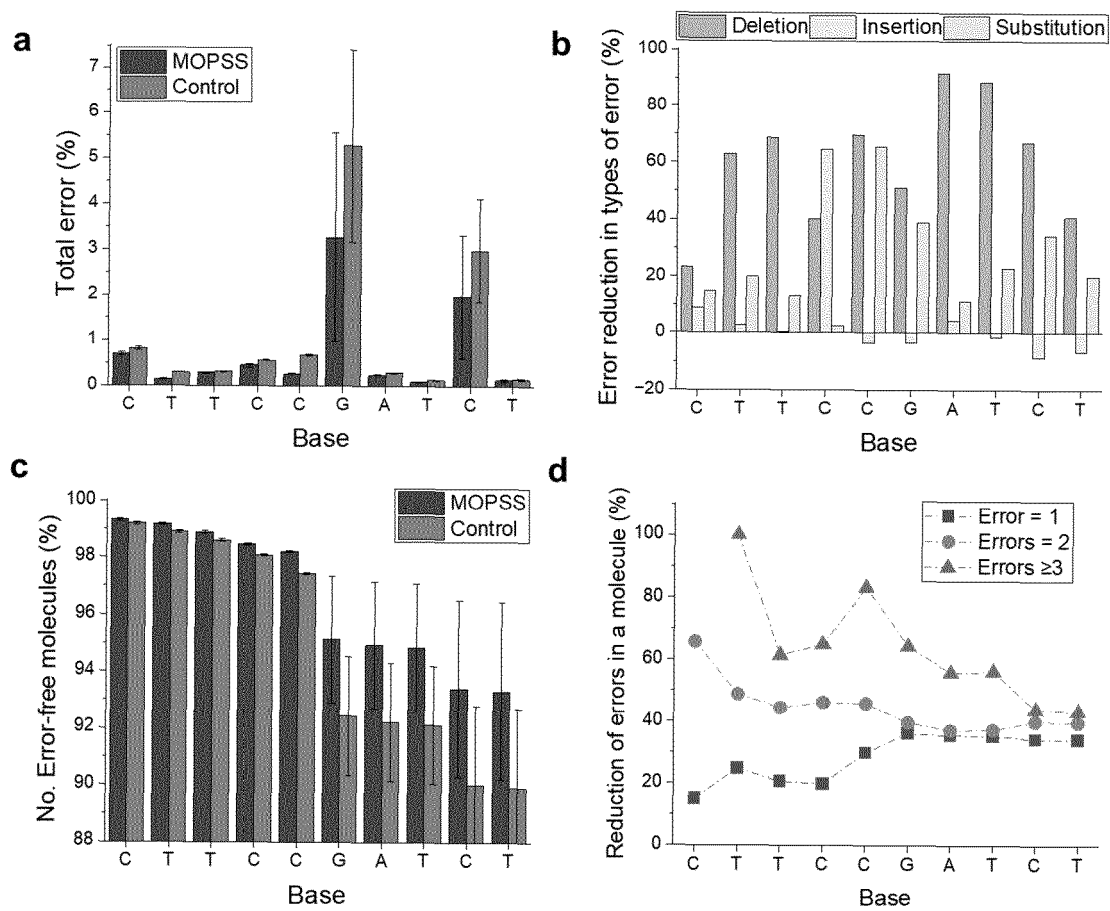 a
MOPSS
Control
Total error (%)
7
6
5
4
3
2
1
0
C T T C C G A T C T
Base
b
Deletion Insertion Substitution
Error reduction in types of error (%)
100
80
60
40
20
0
−20
C T T C C G A T C T
Base
c
MOPSS
Control
No. Error-free molecules (%)
100
98
96
94
92
90
88
C T T C C G A T C T
Base
d
Error = 1
Errors = 2
Errors ≥3
Reduction of errors in a molecule (%)
100
80
60
40
20
0
C T T C C G A T C T
Base